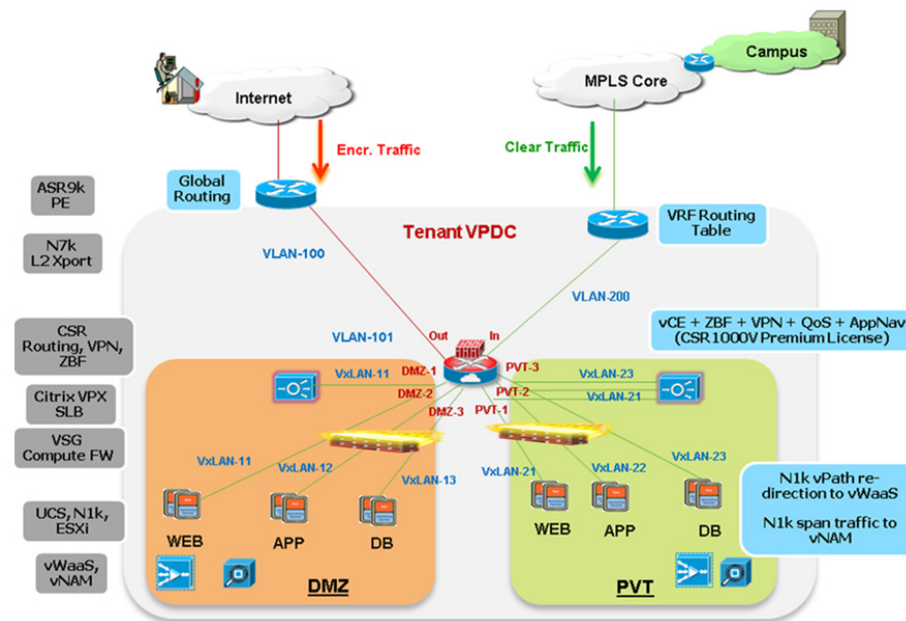 Campus
MPLS Core
Internet
Encr. Traffic
Clear Traffic
ASR9k
PE
Global
Routing
VRF Routing
Table
Tenant VPDC
N7k
L2 Xport
VLAN-100
VLAN-200
CSR
Routing, VPN,
ZBF
VLAN-101
Out
In
vCE + ZBF + VPN + QoS + AppNav
(CSR1000V Premium License)
VxLAN-11
DMZ-1
PVT-3
VxLAN-23
Citrix VPX
SLB
DMZ-2
PVT-2
VxLAN-21
DMZ-3
PVT-1
VSG
Compute FW
VxLAN-11
VxLAN-12
VxLAN-13
VxLAN-21
VxLAN-22
VxLAN-23
UCS, N1k,
ESXi
WEB
APP
DB
WEB
APP
DB
N1k vPath re-
direction to vWaaS
N1k span traffic to
vNAM
vWaaS,
vNAM
DMZ
PVT